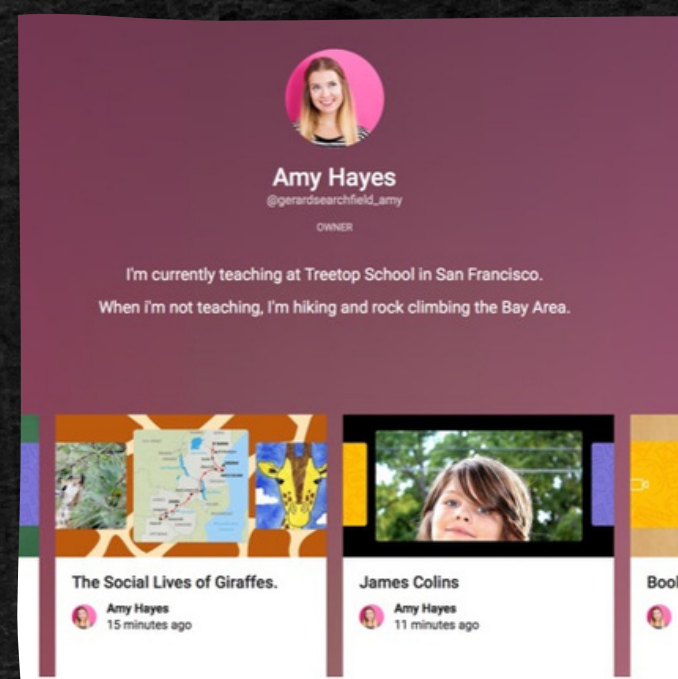 Amy Hayes
@gerardsearchfield_amy
OWNER
I'm currently teaching at Treetop School in San Francisco.
When i'm not teaching, I'm hiking and rock climbing the Bay Area.
The Social Lives of Giraffes.
Amy Hayes
15 minutes ago
James Colins
Amy Hayes
11 minutes ago
Book